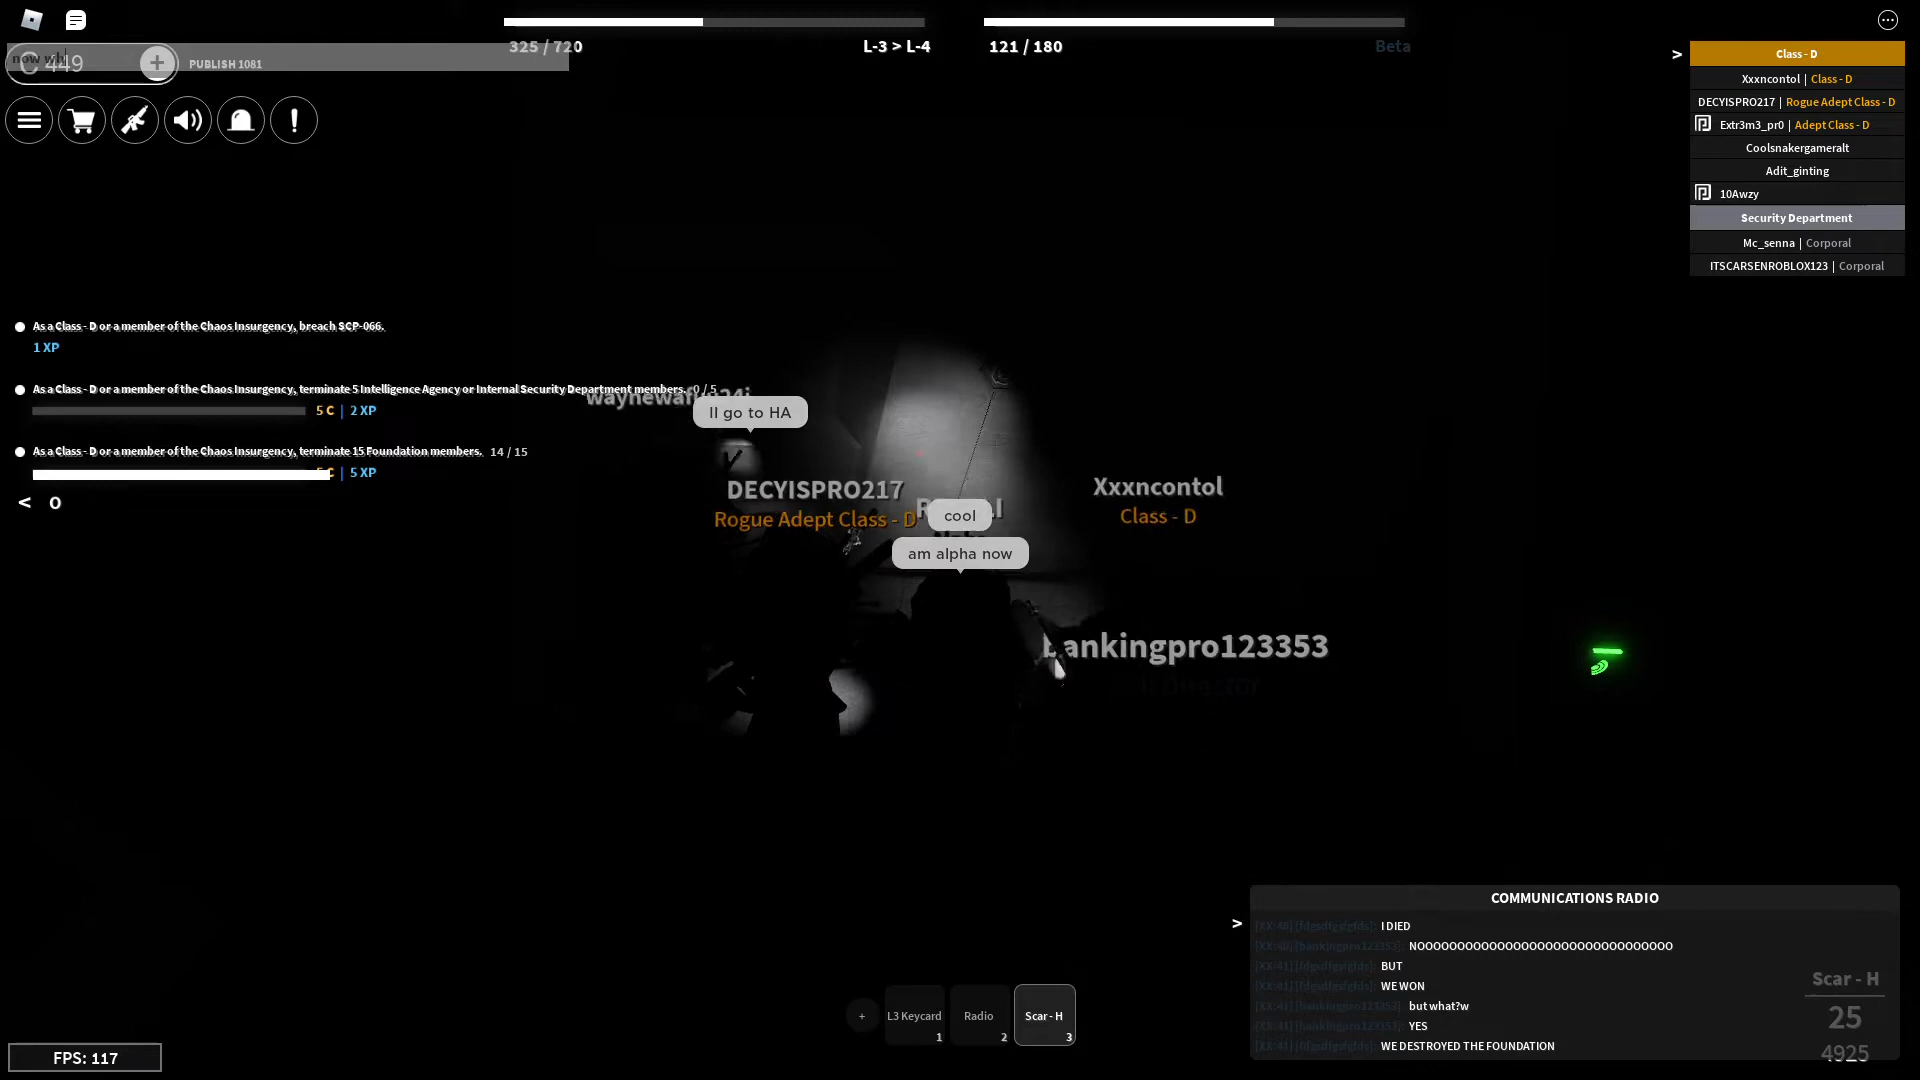 325 / 720
L-3 > L-4
121 / 180
Beta
C 449
+
PUBLISH 1081
Class - D
Xxxncontol | Class - D
DECYISPRO217 | Rogue Adept Class - D
Extr3m3_pr0 | Adept Class - D
Coolsnakergameralt
Adit_ginting
10Awzy
Security Department
Mc_senna | Corporal
ITSCARSENROBLOX123 | Corporal
As a Class - D or a member of the Chaos Insurgency, breach SCP-066.
1 XP
As a Class - D or a member of the Chaos Insurgency, terminate 5 Intelligence Agency or Internal Security Department members. 0 / 5
5 C | 2 XP
As a Class - D or a member of the Chaos Insurgency, terminate 15 Foundation members. 14 / 15
5 C | 5 XP
< O
ll go to HA
DECYISPRO217
Rogue Adept Class - D
cool
am alpha now
Xxxncontol
Class - D
bankingpro123353
COMMUNICATIONS RADIO
I DIED
NOOOOOOOOOOOOOOOOOOOOOOOOOOOOOOOO
BUT
WE WON
but what?w
YES
WE DESTROYED THE FOUNDATION
Scar - H
25
4925
+
L3 Keycard
1
Radio
2
Scar - H
3
FPS: 117